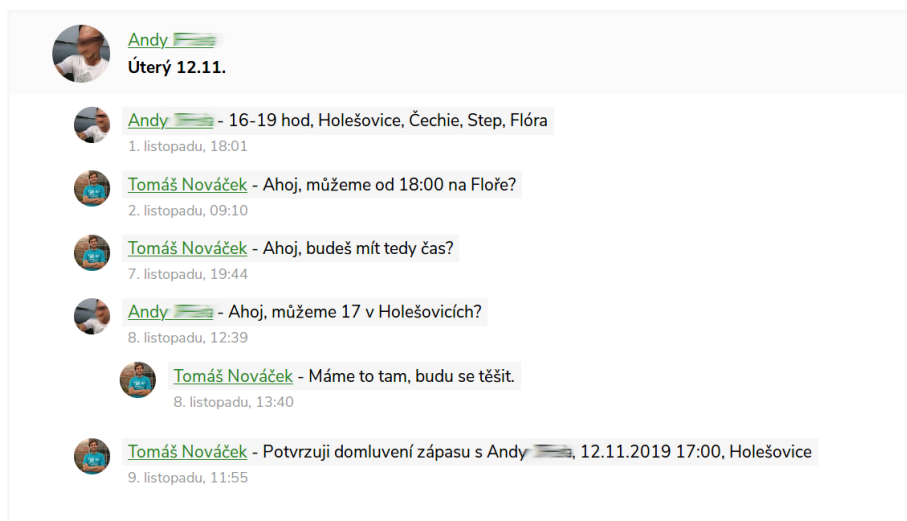 Andy
Úterý 12.11.
Andy - 16-19 hod, Holešovice, Čechie, Step, Flóra
1. listopadu, 18:01
Tomáš Nováček - Ahoj, můžeme od 18:00 na Floře?
2. listopadu, 09:10
Tomáš Nováček - Ahoj, budeš mít tedy čas?
7. listopadu, 19:44
Andy - Ahoj, můžeme 17 v Holešovicích?
8. listopadu, 12:39
Tomáš Nováček - Máme to tam, budu se těšit.
8. listopadu, 13:40
Tomáš Nováček - Potvrzuji domluvení zápasu s Andy , 12.11.2019 17:00, Holešovice
9. listopadu, 11:55